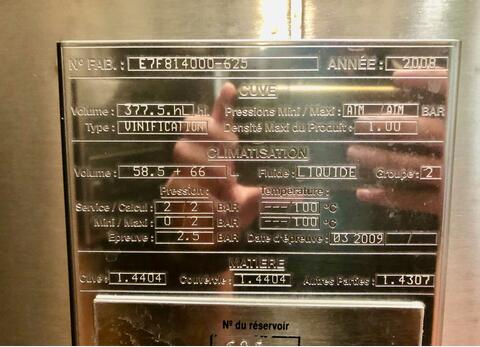 N° FAB. : E7F814000-625 ANNÉE : 2008
CUVE
Volume : 377.5.hL hl. Pressions Mini / Maxi : ATM / ATM BAR
Type : VINIFICATION Densité Maxi du Produit : 1.00
CLIMATISATION
Volume : 58.5 + 66 Fluide : LIQUIDE Groupe : 2
Pression : Température :
Service / Calcul : 2 / 2 BAR --- 100 °C
Mini / Maxi : 0 / 2 BAR --- 100 °C
Épreuve : 2.5 BAR Date d'épreuve : 03 2009 /
MATIÈRE
Cuve : 1.4404 Couvercle : 1.4404 Autres Parties : 1.4307
N° du réservoir